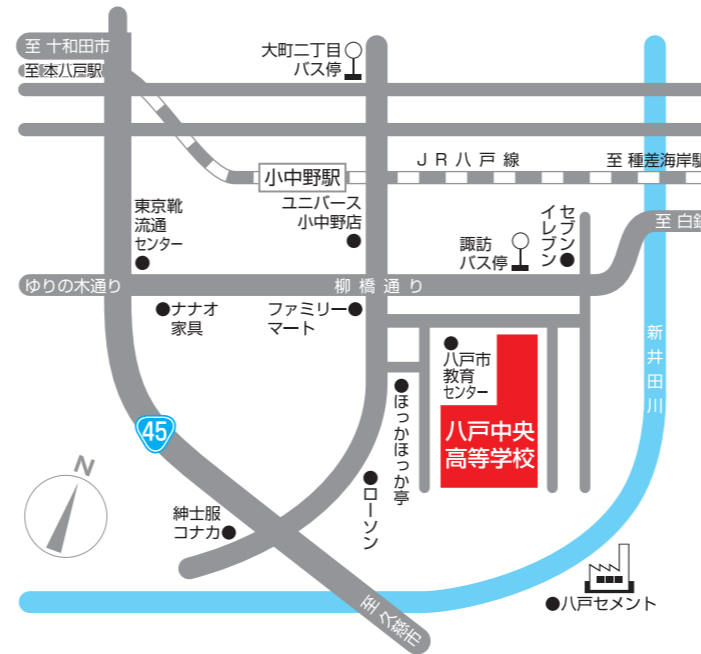 至 十和田市
至 本八戸駅
大町二丁目
バス停
JR八戸線
至 種差海岸駅
小中野駅
東京靴
流通
センター
ユニバース
小中野店
諏訪
バス停
セブン
イレブン
至 白銀
ゆりの木通り
柳橋通り
ナナオ
家具
ファミリー
マート
八戸市
教育
センター
新井田川
45
ほっかほっか亭
八戸中央
高等学校
N
紳士服
コナカ
ローソン
八戸セメント
至 久慈市